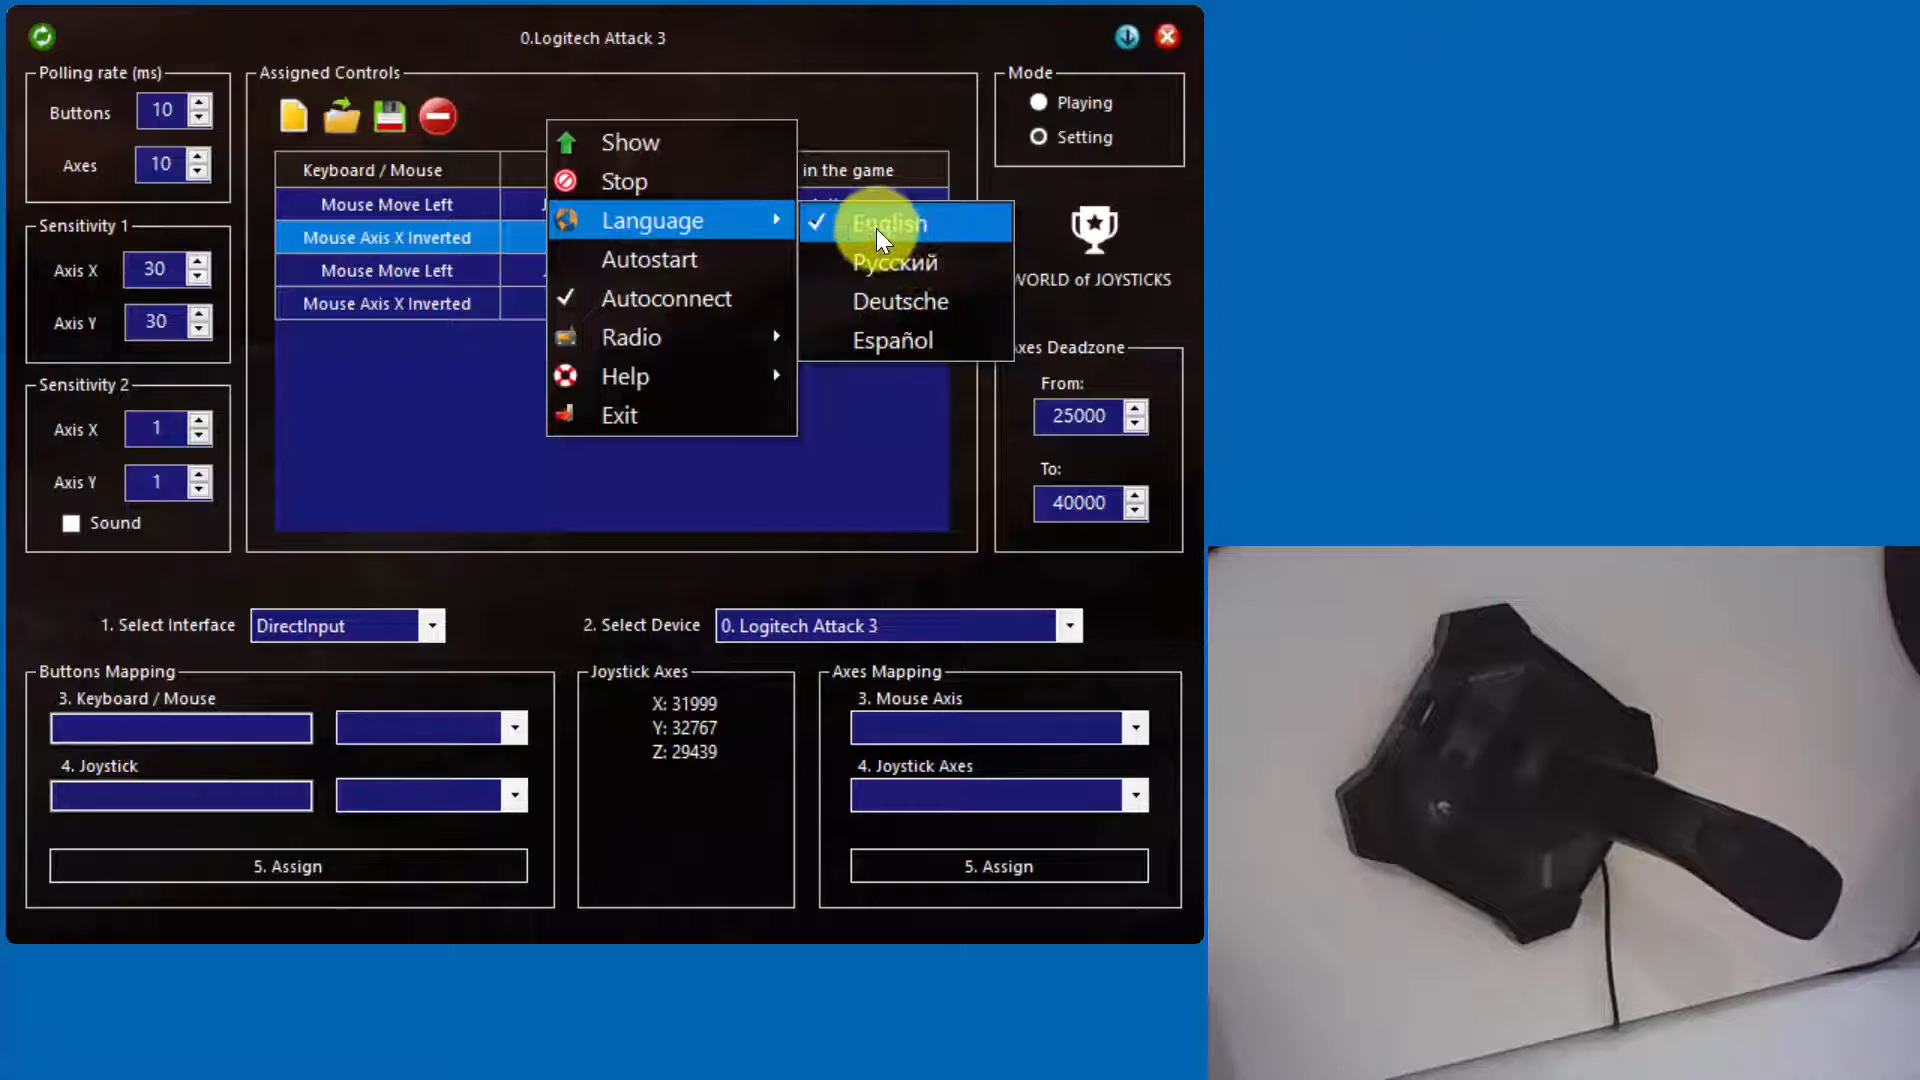 0.Logitech Attack 3
Polling rate (ms)
Buttons
10
Axes
10
Sensitivity 1
Axis X
30
Axis Y
30
Sensitivity 2
Axis X
1
Axis Y
1
Sound
Assigned Controls
Keyboard / Mouse
in the game
Mouse Move Left
Mouse Axis X Inverted
Mouse Move Left
Mouse Axis X Inverted
Show
Stop
Language
Autostart
Autoconnect
Radio
Help
Exit
English
Русский
Deutsche
Español
Mode
Playing
Setting
WORLD of JOYSTICKS
Axes Deadzone
From:
25000
To:
40000
1. Select Interface
DirectInput
2. Select Device
0. Logitech Attack 3
Buttons Mapping
3. Keyboard / Mouse
4. Joystick
5. Assign
Joystick Axes
X: 31999
Y: 32767
Z: 29439
Axes Mapping
3. Mouse Axis
4. Joystick Axes
5. Assign